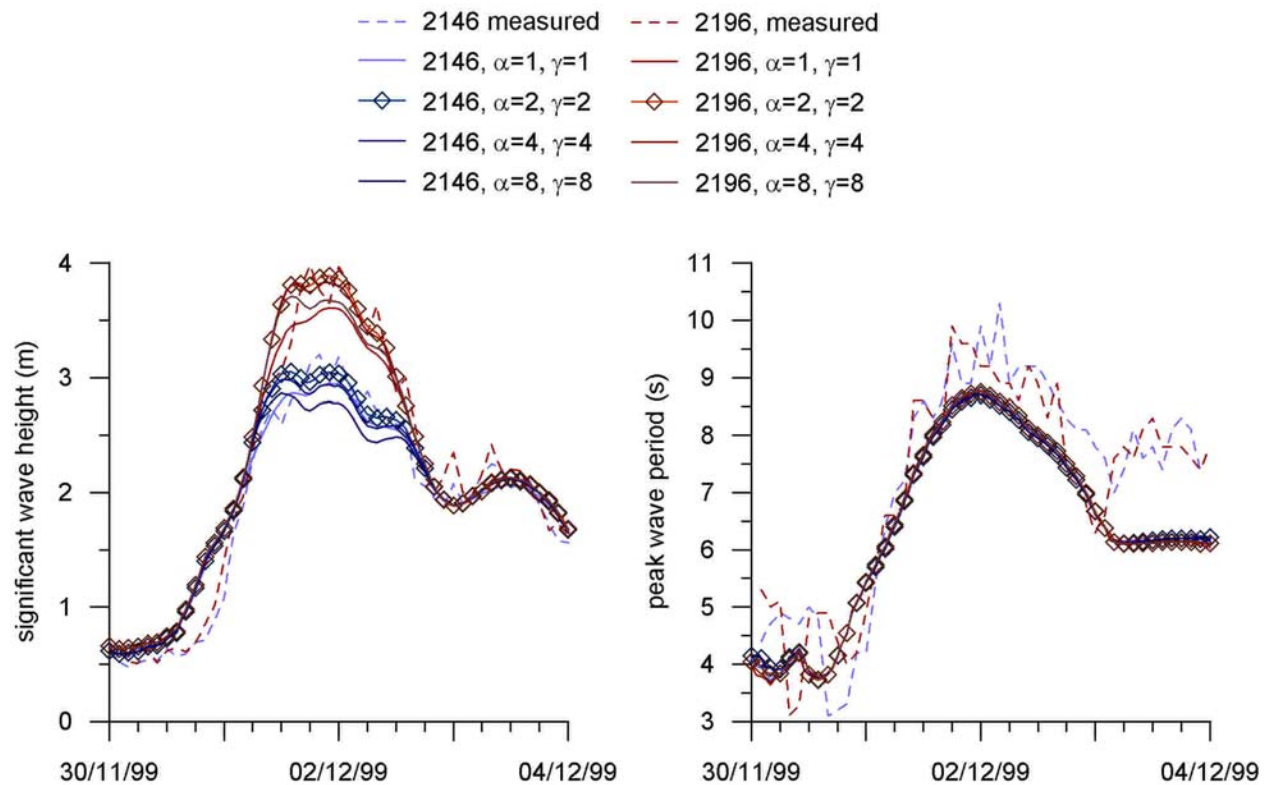 2146 measured
2196, measured
2146, α=1, γ=1
2196, α=1, γ=1
2146, α=2, γ=2
2196, α=2, γ=2
2146, α=4, γ=4
2196, α=4, γ=4
2146, α=8, γ=8
2196, α=8, γ=8
significant wave height (m)
4
3
2
1
0
30/11/99
02/12/99
04/12/99
peak wave period (s)
11
10
9
8
7
6
5
4
3
30/11/99
02/12/99
04/12/99